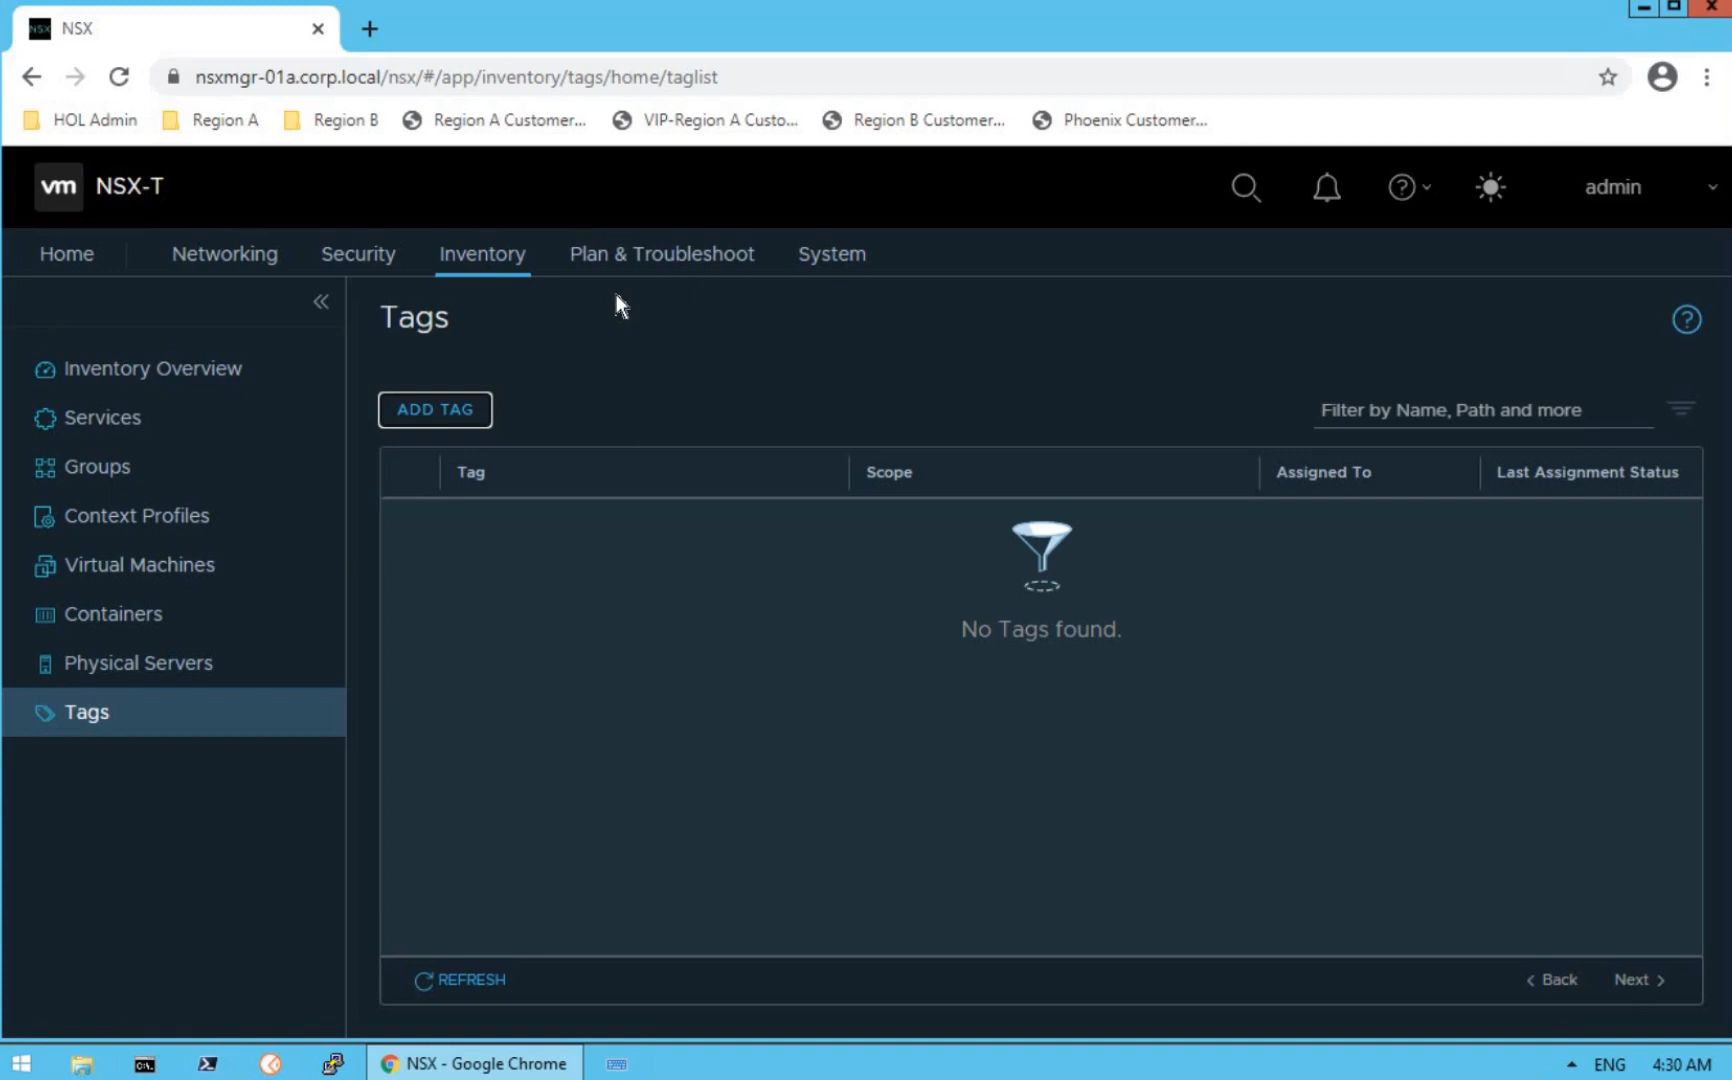 NSX
nsxmgr-01a.corp.local/nsx/#/app/inventory/tags/home/taglist
HOL Admin Region A Region B Region A Customer... VIP-Region A Custo... Region B Customer... Phoenix Customer...
vm NSX-T admin
Home Networking Security Inventory Plan & Troubleshoot System
Tags
Inventory Overview
Services
Groups
Context Profiles
Virtual Machines
Containers
Physical Servers
Tags
ADD TAG Filter by Name, Path and more
Tag Scope Assigned To Last Assignment Status
No Tags found.
REFRESH Back Next
NSX - Google Chrome ENG 4:30 AM